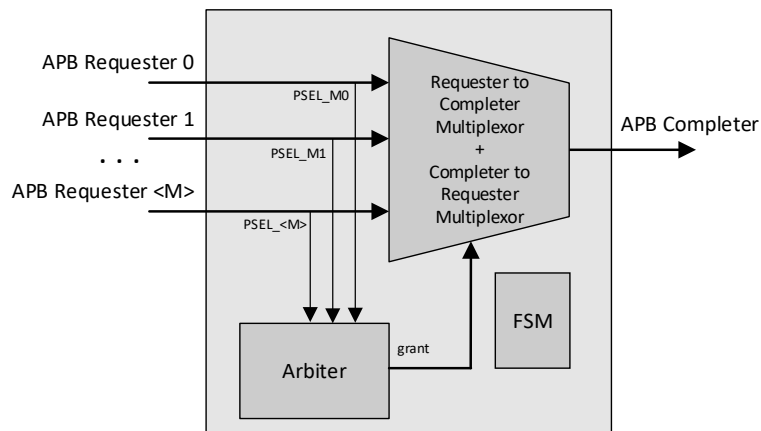 APB Requester 0
PSEL_M0
APB Requester 1
PSEL_M1
. . .
APB Requester <M>
PSEL_<M>
Requester to
Completer
Multiplexor
+
Completer to
Requester
Multiplexor
APB Completer
FSM
Arbiter
grant